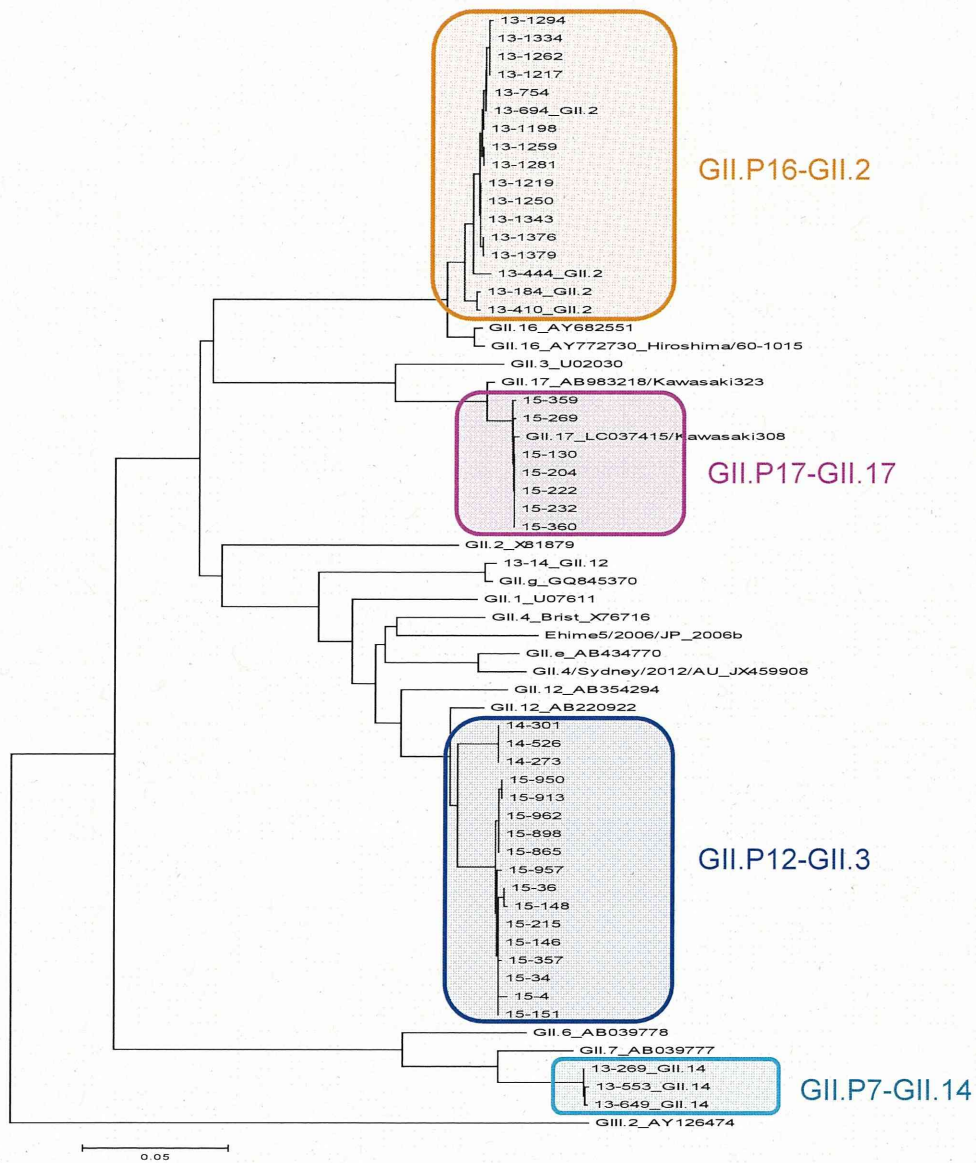 13-1294
13-1334
13-1262
13-1217
13-754
13-694_GII.2
13-1198
13-1259
13-1281
GII.P16-GII.2
13-1219
13-1250
13-1343
13-1376
13-1379
13-444_GII.2
13-184_GII.2
13-410_GII.2
GII.16_AY682551
GII.16_AY772730_Hiroshima/60-1015
GII.3_U02030
GII.17_AB983218/Kawasaki323
15-359
15-269
GII.17_LC037415/Kawasaki308
15-130
15-204
GII.P17-GII.17
15-222
15-232
15-360
GII.2_X81879
13-14_GII.12
GII.g_GQ845370
GII.1_U07611
GII.4_Brist_X76716
Ehime5/2006/JP_2006b
GII.e_AB434770
GII.4/Sydney/2012/AU_JX459908
GII.12_AB354294
GII.12_AB220922
14-301
14-526
14-273
15-950
15-913
15-962
15-898
15-865
GII.P12-GII.3
15-957
15-36
15-148
15-215
15-146
15-357
15-34
15-4
15-151
GII.6_AB039778
GII.7_AB039777
13-269_GII.14
13-553_GII.14
GII.P7-GII.14
13-649_GII.14
GIII.2_AY126474
0.05